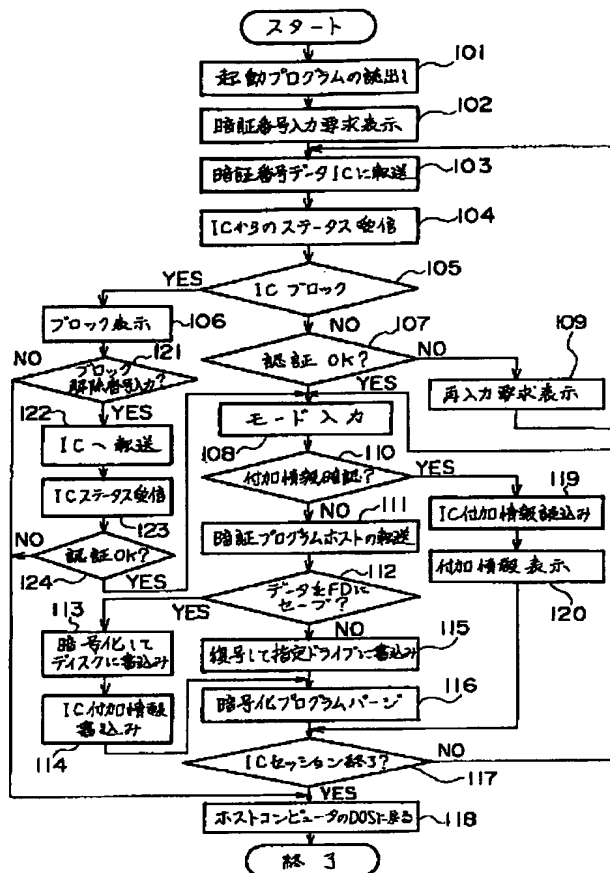 スタート
101
起動プログラムの読出し
102
暗証番号入力要求表示
103
暗証番号データICに転送
104
ICからのステータス受信
105
YES
ICブロック
106
ブロック表示
NO
107
109
NO
121
ブロック
解除番号入力?
認証OK?
NO
YES
再入力要求表示
122
YES
ICへ転送
モード入力
108
110
付加情報確認?
YES
119
ICステータス受信
123
NO
111
IC付加情報読込み
暗証プログラムホストの転送
NO
認証OK?
124
YES
付加情報表示
120
112
データをFDに
セーブ?
YES
113
NO
115
暗号化して
ディスクに書込み
復号して指定ドライブに書込み
116
IC付加情報
書込み
114
暗号化プログラムパージ
ICセッション終了?
NO
117
YES
ホストコンピュータのDOSに戻る
118
終了